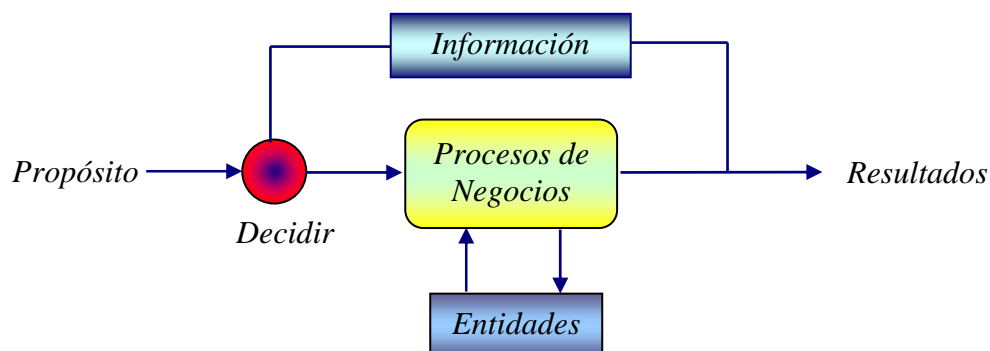 Información
Propósito
Procesos de
Negocios
Resultados
Decidir
Entidades